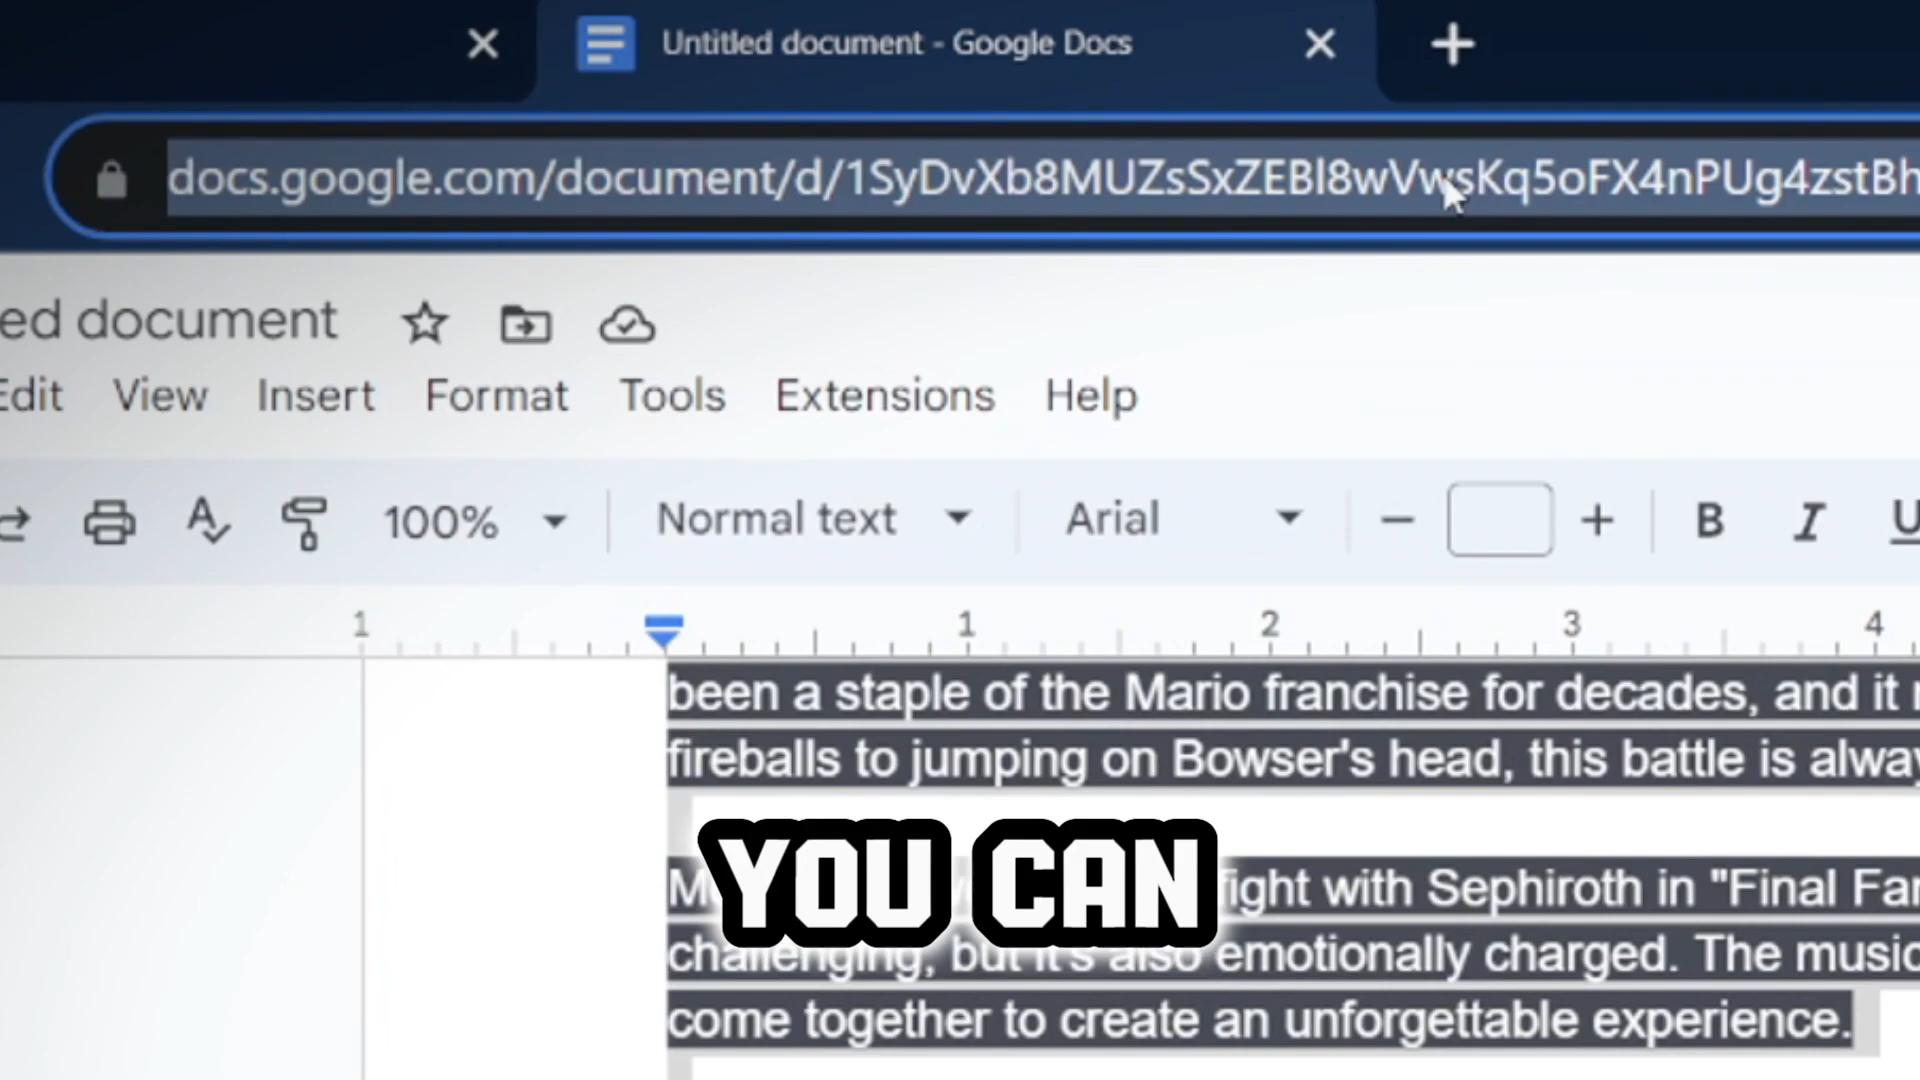 Untitled document - Google Docs
docs.google.com/document/d/1SyDvXb8MUZsSxZEBl8wVwsKq5oFX4nPUg4zstBh
ed document
Edit View Insert Format Tools Extensions Help
100% Normal text Arial B I U
1 1 2 3 4
been a staple of the Mario franchise for decades, and it
fireballs to jumping on Bowser's head, this battle is alway
YOU CAN
fight with Sephiroth in "Final Fan
challenging, but it's also emotionally charged. The music
come together to create an unforgettable experience.